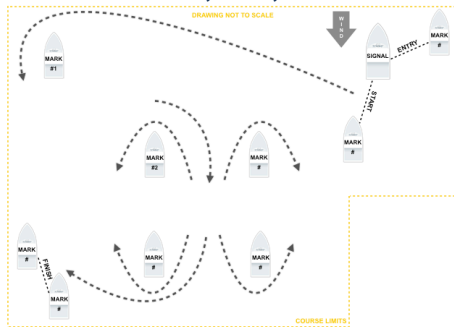 DRAWING NOT TO SCALE
WIND
MARK
#1
SIGNAL
ENTRY
MARK
#
START
MARK
#
MARK
#2
MARK
#
MARK
#
FINISH
MARK
#
MARK
#
MARK
#
COURSE LIMITS